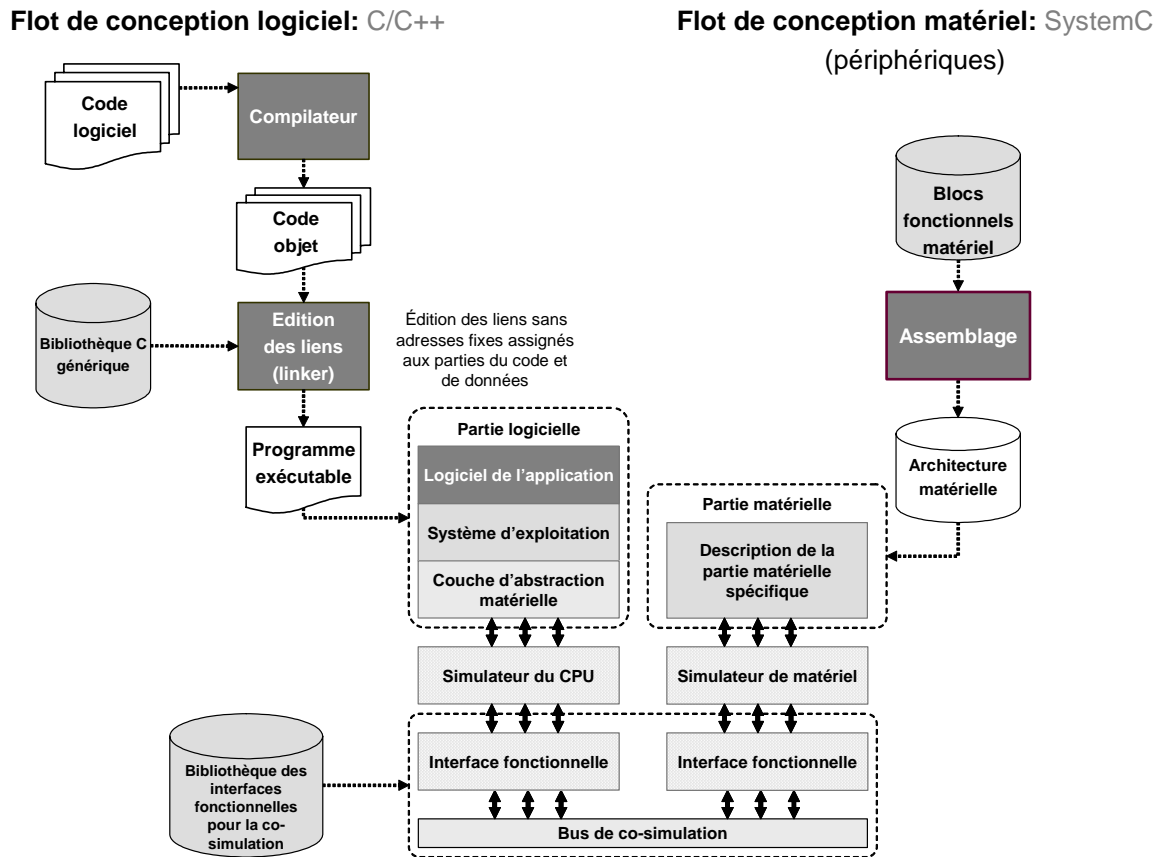 Flot de conception logiciel: C/C++
Flot de conception matériel: SystemC
(périphériques)
Code
logiciel
Compilateur
Code
objet
Blocs
fonctionnels
matériel
Bibliothèque C
générique
Edition
des liens
(linker)
Édition des liens sans
adresses fixes assignés
aux parties du code et
de données
Assemblage
Programme
exécutable
Partie logicielle
Logiciel de l’application
Système d’exploitation
Couche d’abstraction
matérielle
Architecture
matérielle
Partie matérielle
Description de la
partie matérielle
spécifique
Simulateur du CPU
Simulateur de matériel
Bibliothèque des
interfaces
fonctionnelles
pour la co-
simulation
Interface fonctionnelle
Interface fonctionnelle
Bus de co-simulation